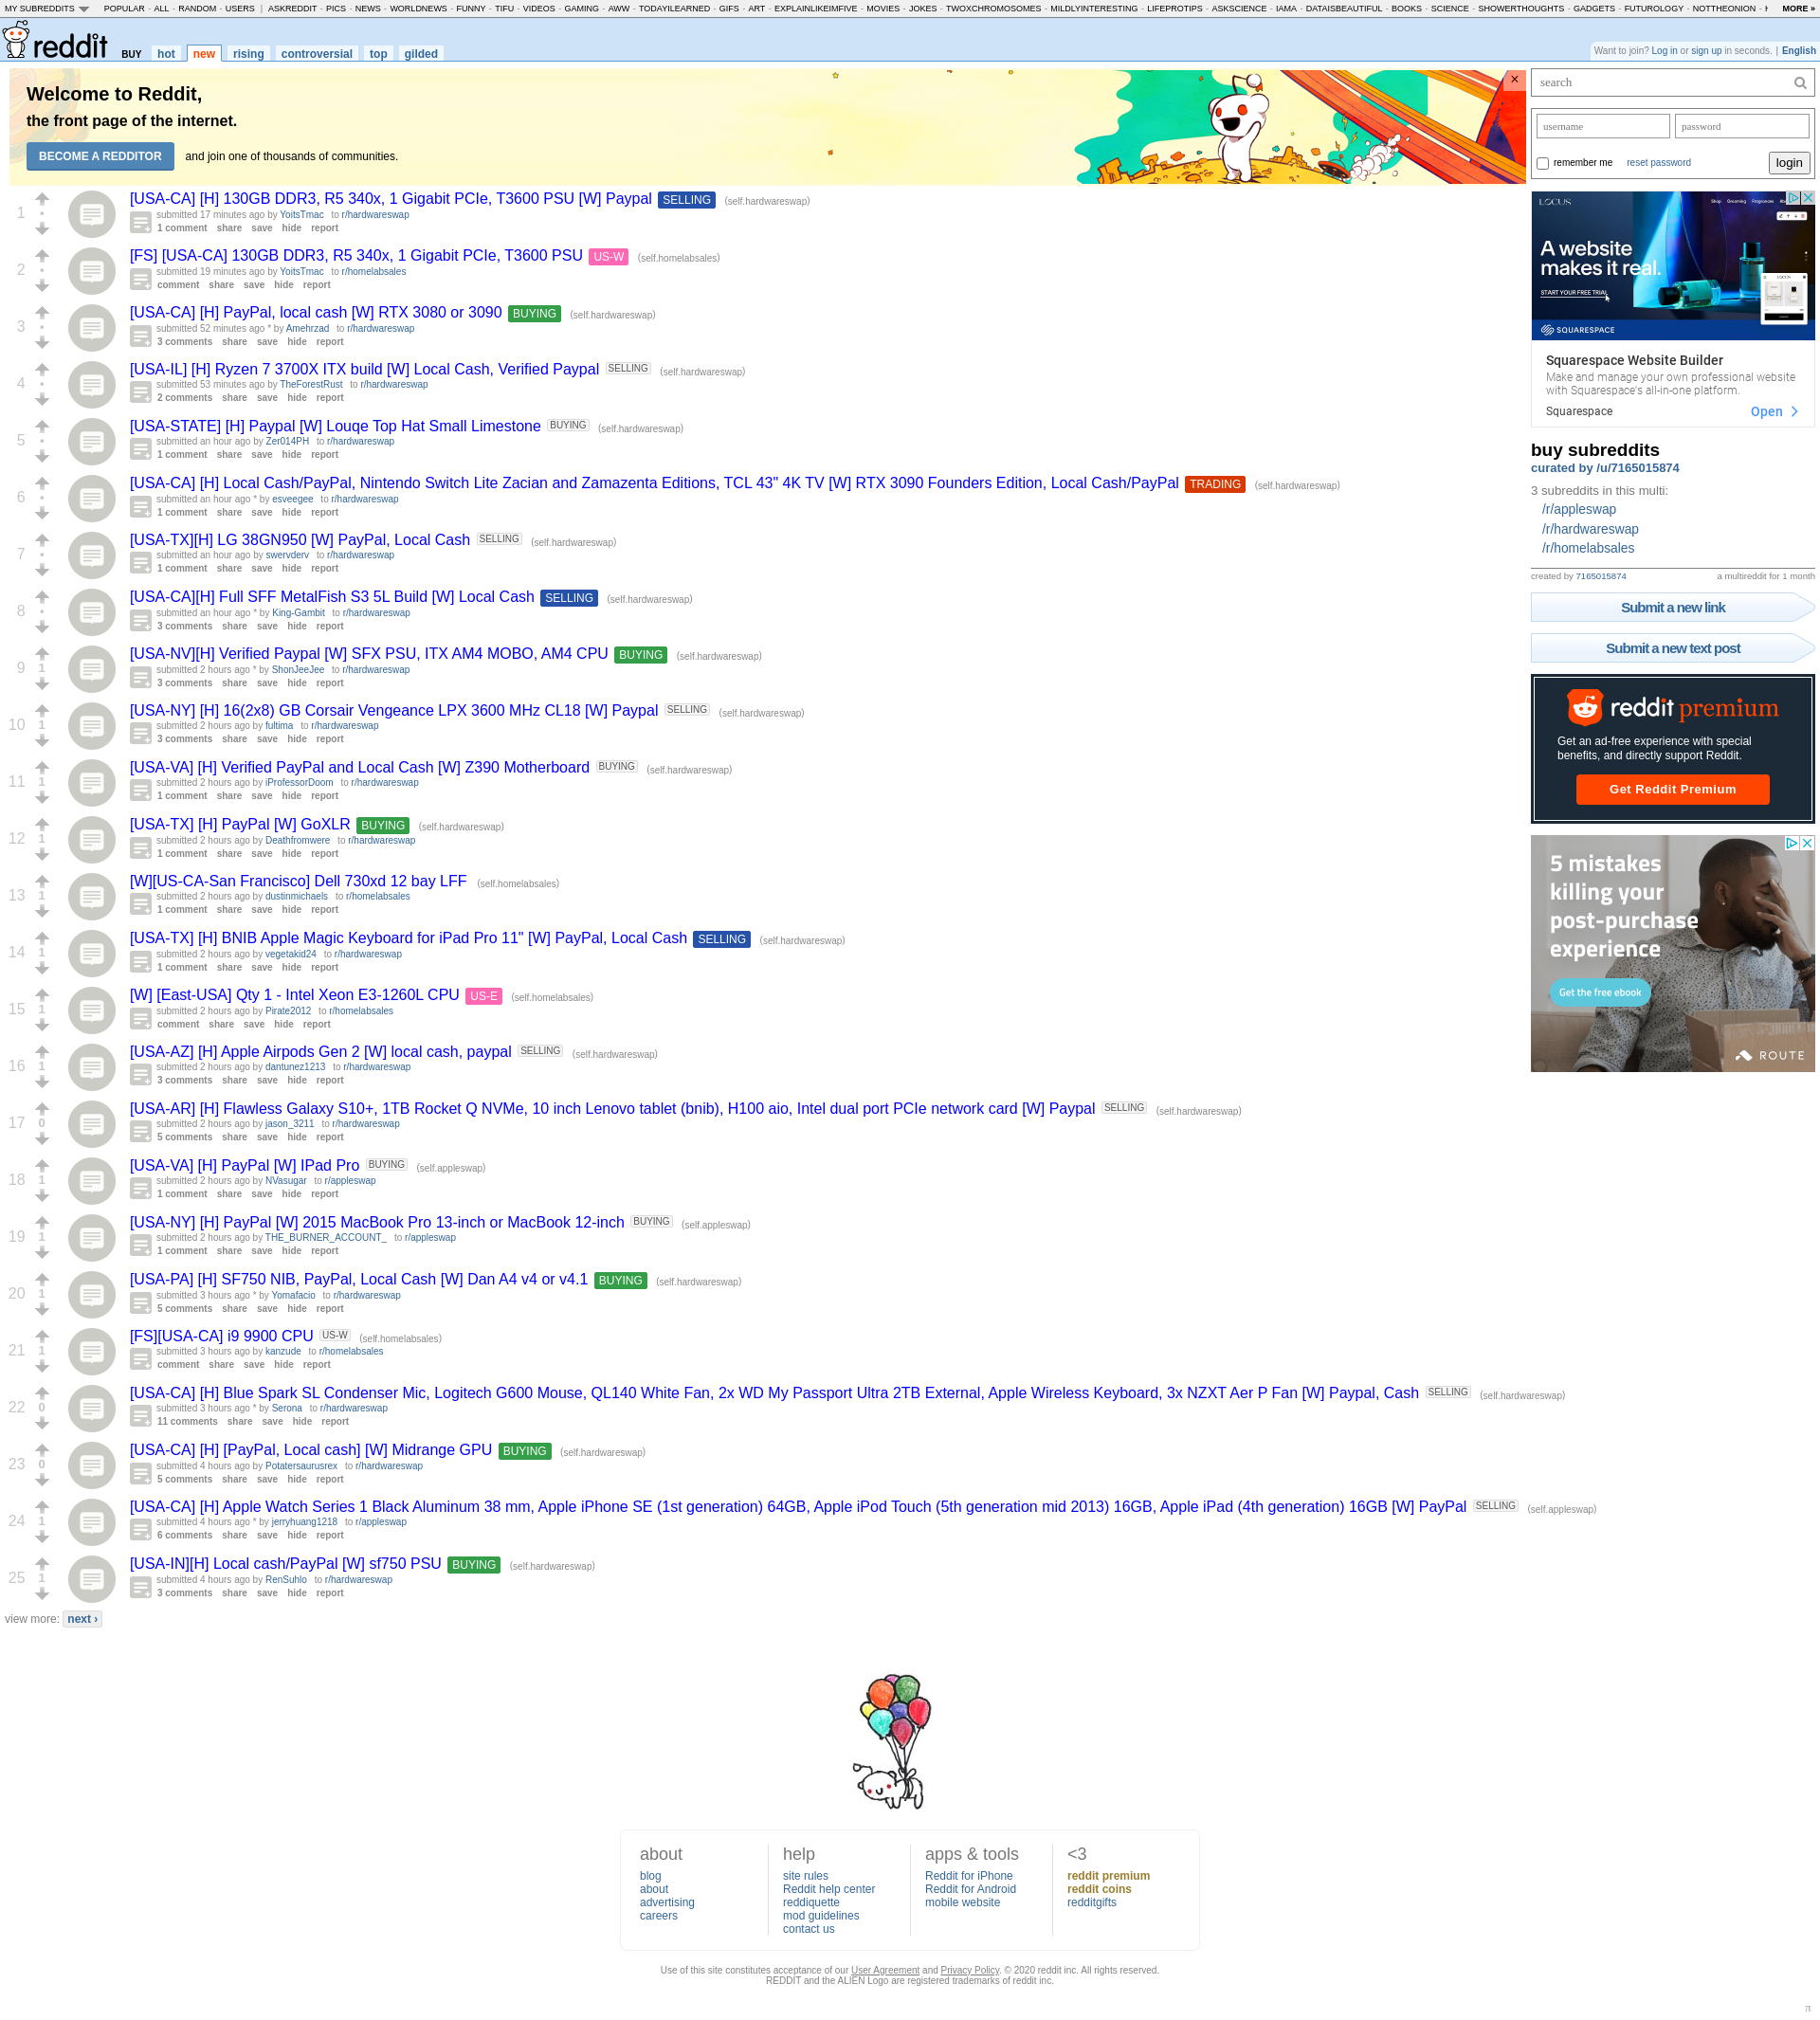 MY SUBREDDITS POPULAR - ALL - RANDOM - USERS | ASKREDDIT - PICS - NEWS - WORLDNEWS - FUNNY - TIFU - VIDEOS - GAMING - AWW - TODAYILEARNED - GIFS - ART - EXPLAINLIKEIMFIVE - MOVIES - JOKES - TWOXCHROMOSOMES - MILDLYINTERESTING - LIFEPROTIPS - ASKSCIENCE - IAMA - DATAISBEAUTIFUL - BOOKS - SCIENCE - SHOWERTHOUGHTS - GADGETS - FUTUROLOGY - NOTTHEONION - MORE »
reddit BUY hot new rising controversial top gilded
Want to join? Log in or sign up in seconds. | English
Welcome to Reddit,
the front page of the internet.
BECOME A REDDITOR and join one of thousands of communities.
×
1
[USA-CA] [H] 130GB DDR3, R5 340x, 1 Gigabit PCIe, T3600 PSU [W] Paypal SELLING (self.hardwareswap)
submitted 17 minutes ago by YoitsTmac to r/hardwareswap
1 comment share save hide report
2
[FS] [USA-CA] 130GB DDR3, R5 340x, 1 Gigabit PCIe, T3600 PSU US-W (self.homelabsales)
submitted 19 minutes ago by YoitsTmac to r/homelabsales
comment share save hide report
3
[USA-CA] [H] PayPal, local cash [W] RTX 3080 or 3090 BUYING (self.hardwareswap)
submitted 52 minutes ago * by Amehrzad to r/hardwareswap
3 comments share save hide report
4
[USA-IL] [H] Ryzen 7 3700X ITX build [W] Local Cash, Verified Paypal SELLING (self.hardwareswap)
submitted 53 minutes ago by TheForestRust to r/hardwareswap
2 comments share save hide report
5
[USA-STATE] [H] Paypal [W] Louqe Top Hat Small Limestone BUYING (self.hardwareswap)
submitted an hour ago by Zer014PH to r/hardwareswap
1 comment share save hide report
6
[USA-CA] [H] Local Cash/PayPal, Nintendo Switch Lite Zacian and Zamazenta Editions, TCL 43" 4K TV [W] RTX 3090 Founders Edition, Local Cash/PayPal TRADING (self.hardwareswap)
submitted an hour ago * by esveegee to r/hardwareswap
1 comment share save hide report
7
[USA-TX][H] LG 38GN950 [W] PayPal, Local Cash SELLING (self.hardwareswap)
submitted an hour ago by swervderv to r/hardwareswap
1 comment share save hide report
8
[USA-CA][H] Full SFF MetalFish S3 5L Build [W] Local Cash SELLING (self.hardwareswap)
submitted an hour ago * by King-Gambit to r/hardwareswap
3 comments share save hide report
9 1
[USA-NV][H] Verified Paypal [W] SFX PSU, ITX AM4 MOBO, AM4 CPU BUYING (self.hardwareswap)
submitted 2 hours ago * by ShonJeeJee to r/hardwareswap
3 comments share save hide report
10 1
[USA-NY] [H] 16(2x8) GB Corsair Vengeance LPX 3600 MHz CL18 [W] Paypal SELLING (self.hardwareswap)
submitted 2 hours ago by fultima to r/hardwareswap
3 comments share save hide report
11 1
[USA-VA] [H] Verified PayPal and Local Cash [W] Z390 Motherboard BUYING (self.hardwareswap)
submitted 2 hours ago by iProfessorDoom to r/hardwareswap
1 comment share save hide report
12 1
[USA-TX] [H] PayPal [W] GoXLR BUYING (self.hardwareswap)
submitted 2 hours ago by Deathfromwere to r/hardwareswap
1 comment share save hide report
13 1
[W][US-CA-San Francisco] Dell 730xd 12 bay LFF (self.homelabsales)
submitted 2 hours ago by dustinmichaels to r/homelabsales
1 comment share save hide report
14 1
[USA-TX] [H] BNIB Apple Magic Keyboard for iPad Pro 11" [W] PayPal, Local Cash SELLING (self.hardwareswap)
submitted 2 hours ago by vegetakid24 to r/hardwareswap
1 comment share save hide report
15 1
[W] [East-USA] Qty 1 - Intel Xeon E3-1260L CPU US-E (self.homelabsales)
submitted 2 hours ago by Pirate2012 to r/homelabsales
comment share save hide report
16 1
[USA-AZ] [H] Apple Airpods Gen 2 [W] local cash, paypal SELLING (self.hardwareswap)
submitted 2 hours ago by dantunez1213 to r/hardwareswap
3 comments share save hide report
17 0
[USA-AR] [H] Flawless Galaxy S10+, 1TB Rocket Q NVMe, 10 inch Lenovo tablet (bnib), H100 aio, Intel dual port PCIe network card [W] Paypal SELLING (self.hardwareswap)
submitted 2 hours ago by jason_3211 to r/hardwareswap
5 comments share save hide report
18 1
[USA-VA] [H] PayPal [W] IPad Pro BUYING (self.appleswap)
submitted 2 hours ago by NVasugar to r/appleswap
1 comment share save hide report
19 1
[USA-NY] [H] PayPal [W] 2015 MacBook Pro 13-inch or MacBook 12-inch BUYING (self.appleswap)
submitted 2 hours ago by THE_BURNER_ACCOUNT_ to r/appleswap
1 comment share save hide report
20 1
[USA-PA] [H] SF750 NIB, PayPal, Local Cash [W] Dan A4 v4 or v4.1 BUYING (self.hardwareswap)
submitted 3 hours ago * by Yomafacio to r/hardwareswap
5 comments share save hide report
21 1
[FS][USA-CA] i9 9900 CPU US-W (self.homelabsales)
submitted 3 hours ago by kanzude to r/homelabsales
comment share save hide report
22 0
[USA-CA] [H] Blue Spark SL Condenser Mic, Logitech G600 Mouse, QL140 White Fan, 2x WD My Passport Ultra 2TB External, Apple Wireless Keyboard, 3x NZXT Aer P Fan [W] Paypal, Cash SELLING (self.hardwareswap)
submitted 3 hours ago * by Serona to r/hardwareswap
11 comments share save hide report
23 0
[USA-CA] [H] [PayPal, Local cash] [W] Midrange GPU BUYING (self.hardwareswap)
submitted 4 hours ago by Potatersaurusrex to r/hardwareswap
5 comments share save hide report
24 1
[USA-CA] [H] Apple Watch Series 1 Black Aluminum 38 mm, Apple iPhone SE (1st generation) 64GB, Apple iPod Touch (5th generation mid 2013) 16GB, Apple iPad (4th generation) 16GB [W] PayPal SELLING (self.appleswap)
submitted 4 hours ago * by jerryhuang1218 to r/appleswap
6 comments share save hide report
25 1
[USA-IN][H] Local cash/PayPal [W] sf750 PSU BUYING (self.hardwareswap)
submitted 4 hours ago by RenSuhlo to r/hardwareswap
3 comments share save hide report
view more: next ›
search
username password
remember me reset password login
LOCUS
A website
makes it real.
START YOUR FREE TRIAL
SQUARESPACE
Squarespace Website Builder
Make and manage your own professional website
with Squarespace's all-in-one platform.
Squarespace Open
buy subreddits
curated by /u/7165015874
3 subreddits in this multi:
/r/appleswap
/r/hardwareswap
/r/homelabsales
created by 7165015874 a multireddit for 1 month
Submit a new link
Submit a new text post
reddit premium
Get an ad-free experience with special
benefits, and directly support Reddit.
Get Reddit Premium
5 mistakes
killing your
post-purchase
experience
Get the free ebook
ROUTE
about help apps & tools <3
blog site rules Reddit for iPhone reddit premium
about Reddit help center Reddit for Android reddit coins
advertising reddiquette mobile website redditgifts
careers mod guidelines
contact us
Use of this site constitutes acceptance of our User Agreement and Privacy Policy. © 2020 reddit inc. All rights reserved.
REDDIT and the ALIEN Logo are registered trademarks of reddit inc.
π